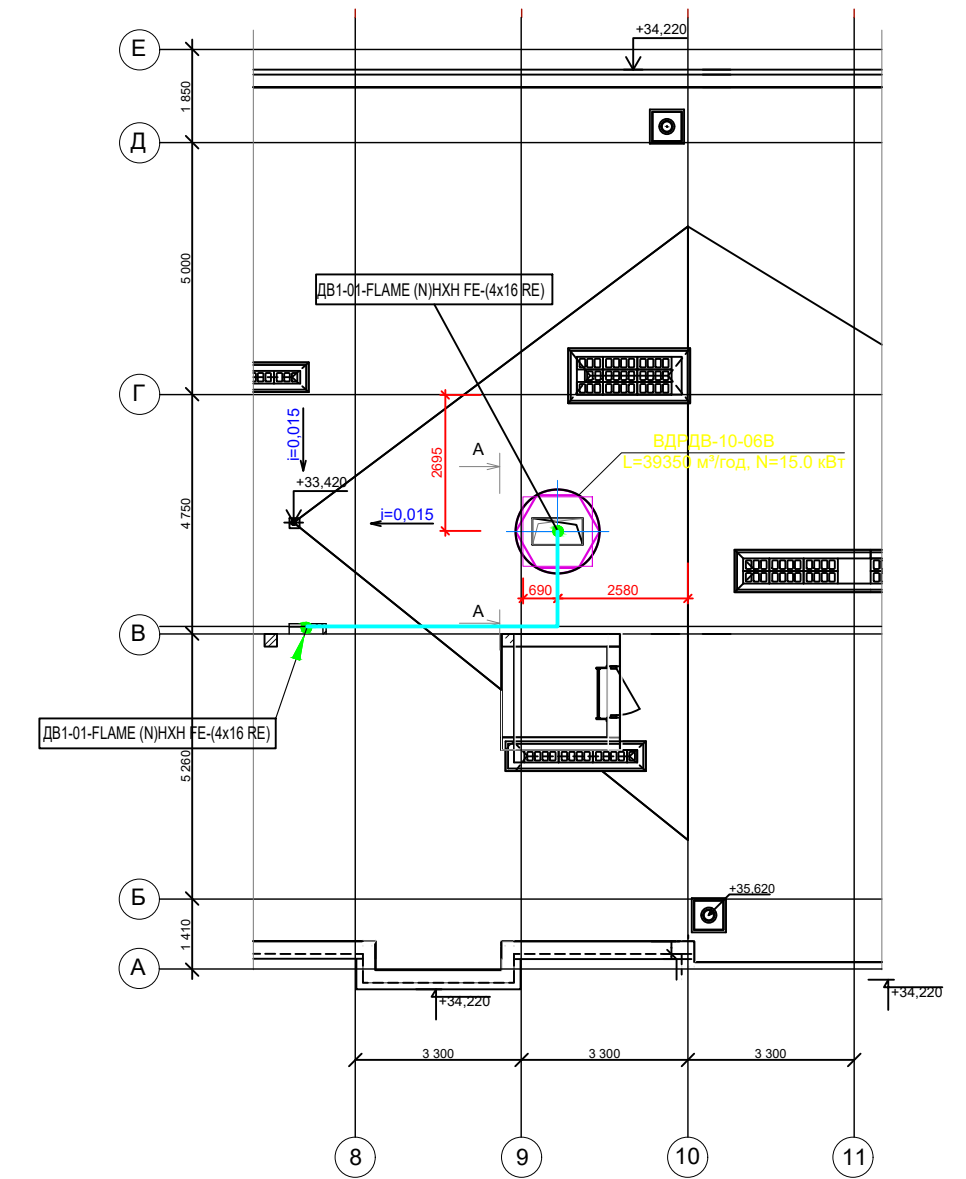 Е
+34,220
1 850
Д
5 000
ДВ1-01-FLAME (N)HXH FE-(4x16 RE)
Г
i=0,015
2695
А
ВДРДВ-10-06В
L=39350 м³/год, N=15.0 кВт
+33,420
4 750
i=0,015
690
2580
А
В
ДВ1-01-FLAME (N)HXH FE-(4x16 RE)
5 260
Б
+35,620
1 410
А
+34,220
+34,220
3 300
3 300
3 300
8
9
10
11